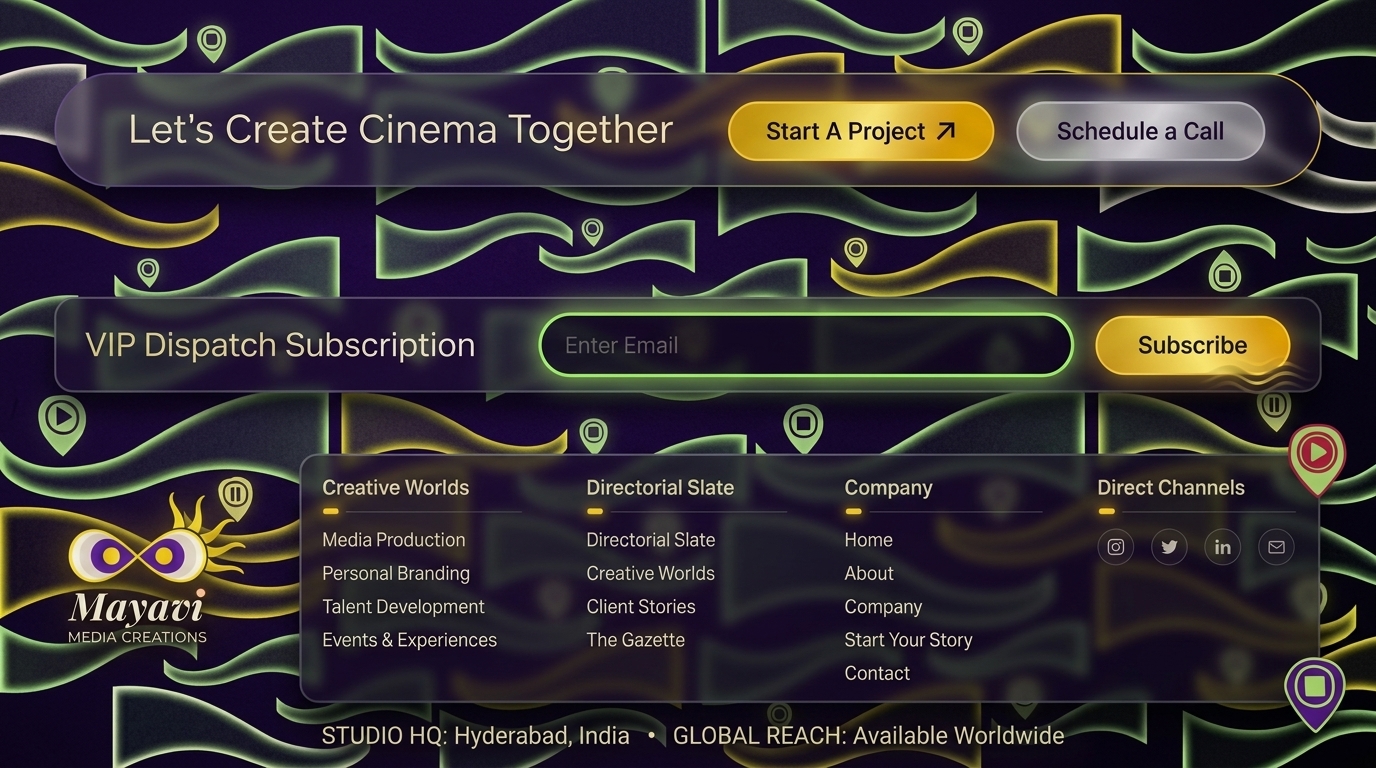 Let's Create Cinema Together
Start A Project
Schedule a Call
VIP Dispatch Subscription
Enter Email
Subscribe
Mayavi
MEDIA CREATIONS
Creative Worlds
Media Production
Personal Branding
Talent Development
Events & Experiences
Directorial Slate
Directorial Slate
Creative Worlds
Client Stories
The Gazette
Company
Home
About
Company
Start Your Story
Contact
Direct Channels
in
STUDIO HQ: Hyderabad, India • GLOBAL REACH: Available Worldwide